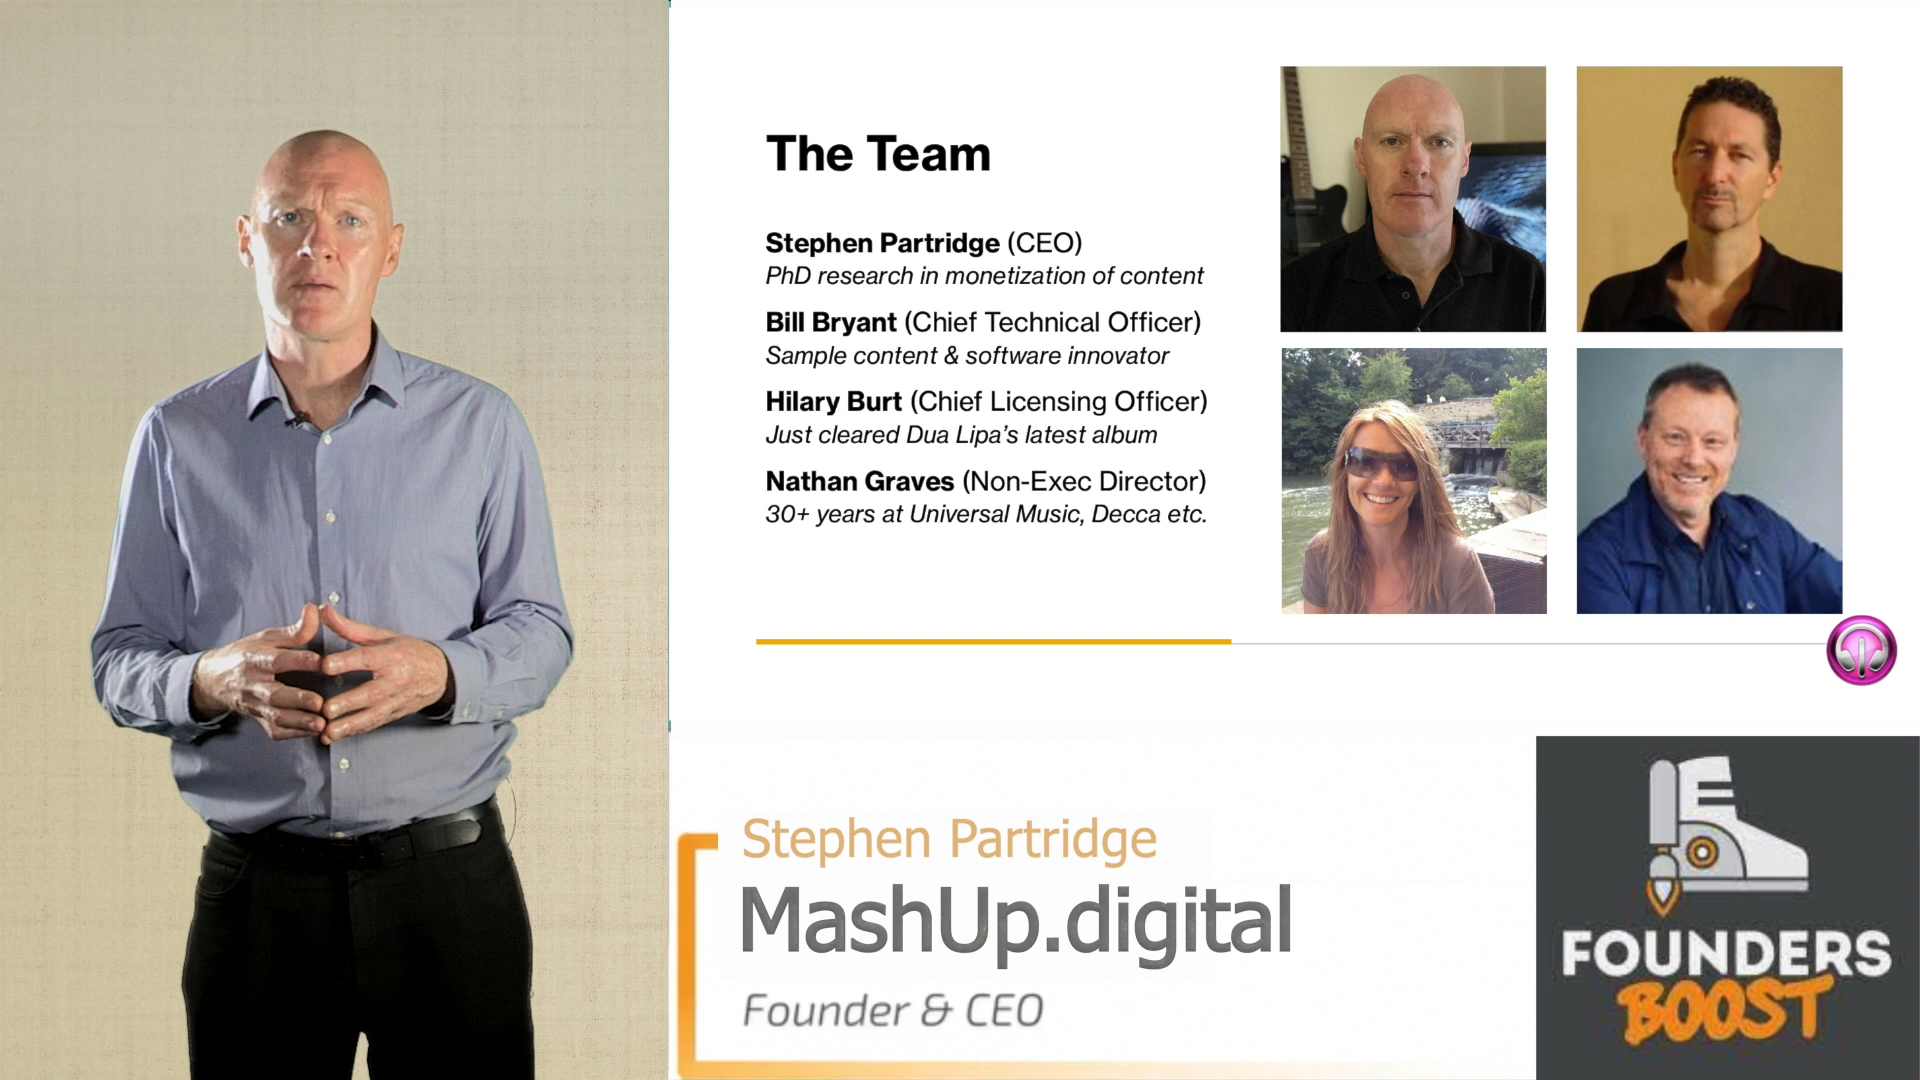 The Team
Stephen Partridge (CEO)
PhD research in monetization of content
Bill Bryant (Chief Technical Officer)
Sample content & software innovator
Hilary Burt (Chief Licensing Officer)
Just cleared Dua Lipa's latest album
Nathan Graves (Non-Exec Director)
30+ years at Universal Music, Decca etc.
Stephen Partridge
MashUp.digital
Founder & CEO
FOUNDERS
BOOST